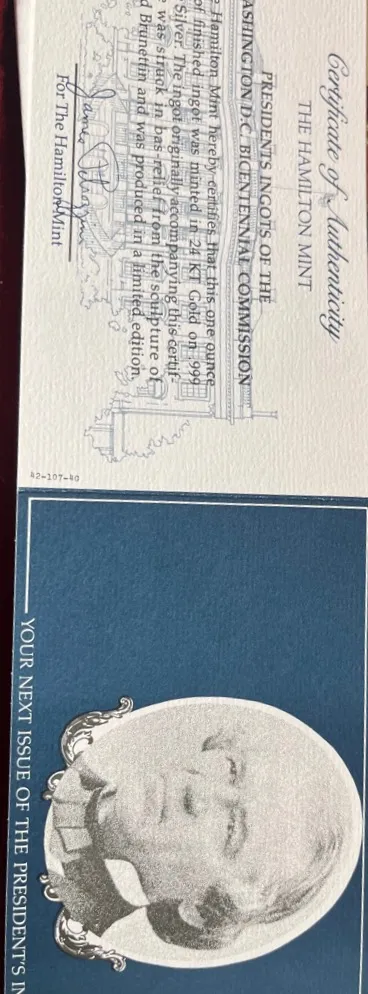 Certificate of Authenticity
THE HAMILTON MINT
PRESIDENTS INGOTS OF THE
WASHINGTON D.C. BICENTENNIAL COMMISSION
Hamilton Mint hereby certifies that this one ounce
of finished ingot was minted in 24 KT Gold on .999
Silver. The ingot originally accompanying this certif-
was struck in bas-relief from the sculpture of
Brunettin and was produced in a limited edition.
For The Hamilton Mint
42-107-40
YOUR NEXT ISSUE OF THE PRESIDENT'S